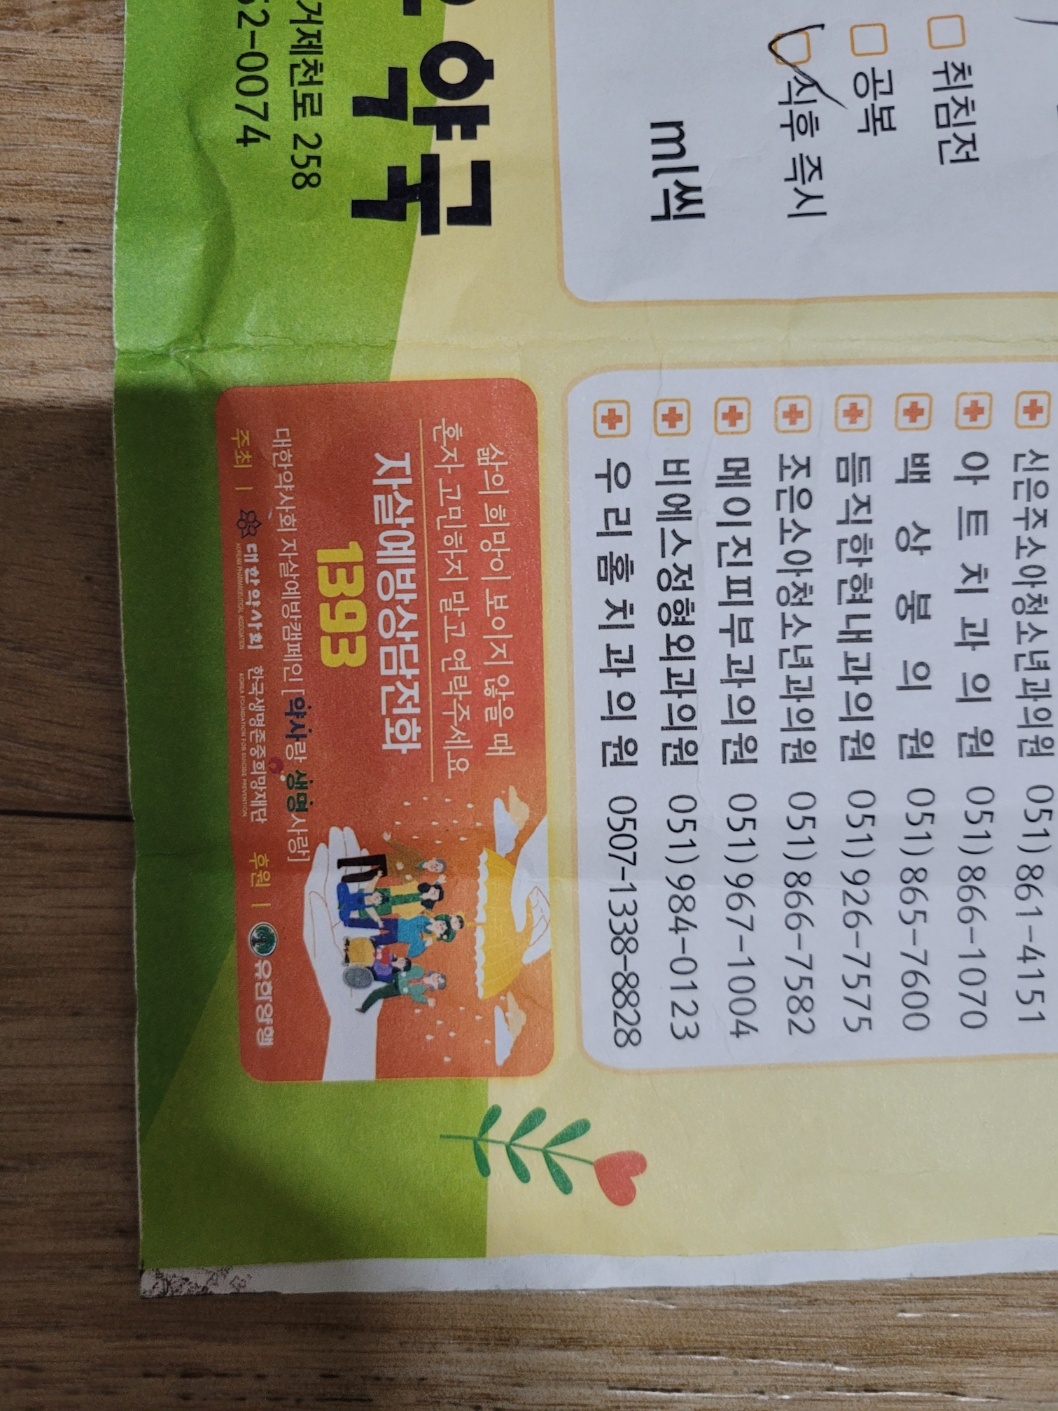 취침전
공복
식후 즉시
ml씩
약국
거제천로 258
52-0074
신은주소아청소년과의원 051)861-4151
아트치과의원 051)866-1070
백상봉의원 051)865-7600
듬직한현내과의원 051)926-7575
조은소아청소년과의원 051)866-7582
메이진피부과의원 051)967-1004
비에스정형외과의원 051)984-0123
우리홈치과의원 0507-1338-8828
삶의 희망이 보이지 않을 때
혼자 고민하지 말고 연락주세요
자살예방상담전화
1393
대한약사회 자살예방캠페인 [약사랑 생명사랑]
주최 | 대한약사회 한국생명존중희망재단 후원 | 유한양행